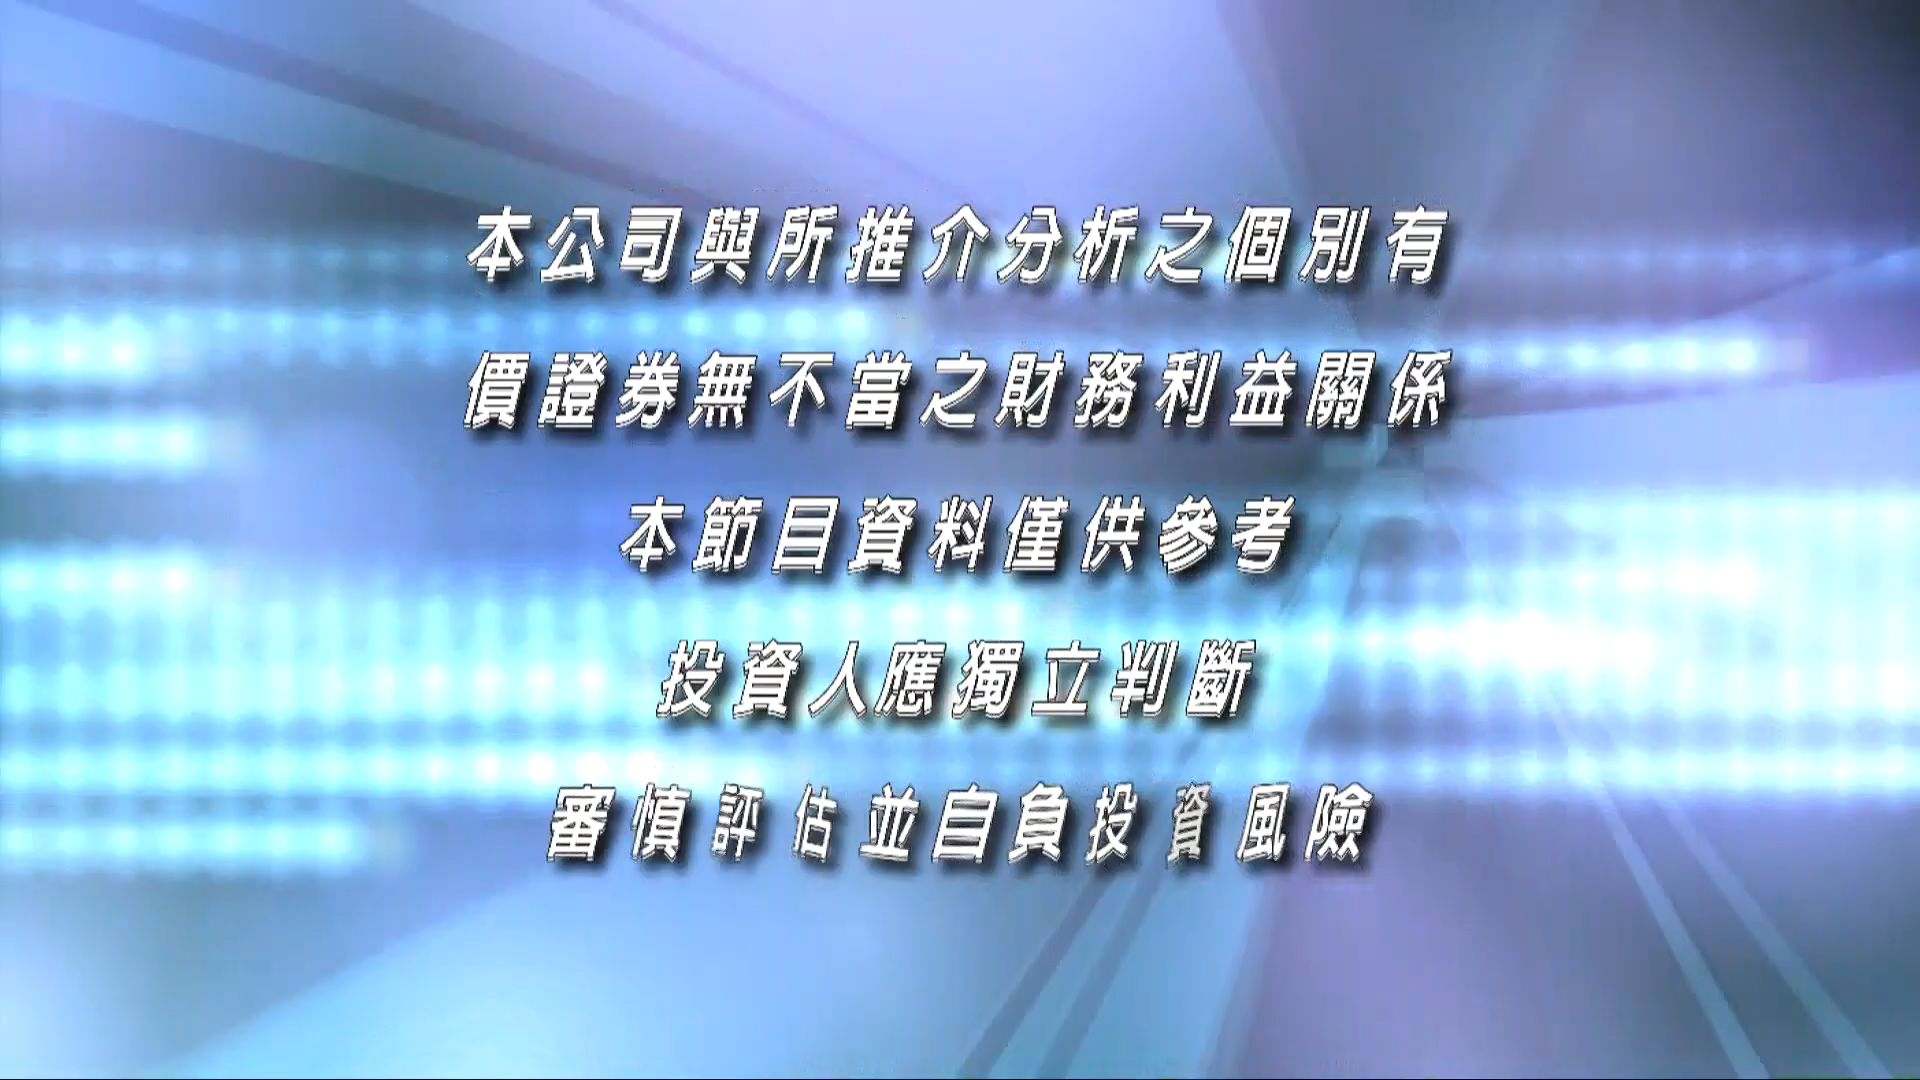 本公司與所推介分析之個別有
價證券無不當之財務利益關係
本節目資料僅供參考
投資人應獨立判斷
審慎評估並自負投資風險